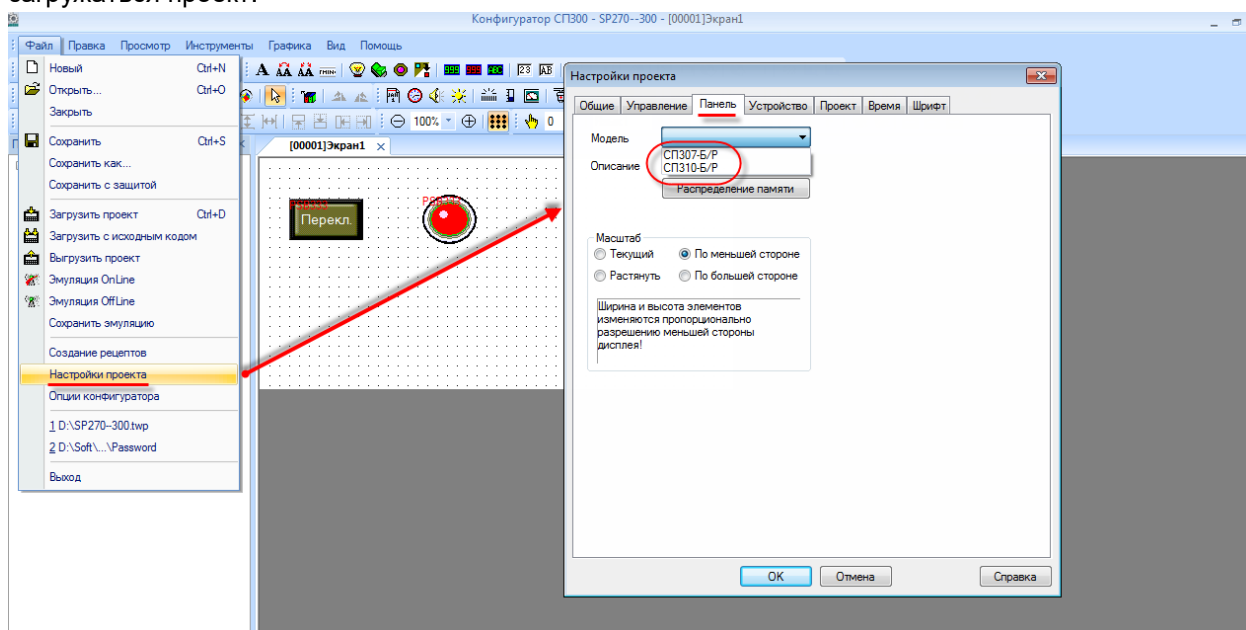 загружаться проект.
Конфигуратор СП300 - SP270--300 - [00001]Экран1
Файл Правка Просмотр Инструменты Графика Вид Помощь
Новый Ctrl+N
Открыть... Ctrl+O
Закрыть
Сохранить Ctrl+S
Сохранить как...
Сохранить с защитой
Загрузить проект Ctrl+D
Загрузить с исходным кодом
Выгрузить проект
Эмуляция OnLine
Эмуляция OffLine
Сохранить эмуляцию
Создание рецептов
Настройки проекта
Опции конфигуратора
1 D:\SP270--300.twp
2 D:\Soft\...\Password
Выход
100% 0
[00001]Экран1
Перекл.
Настройки проекта
Общие Управление Панель Устройство Проект Время Шрифт
Модель
СП307-Б/Р
Описание СП310-Б/Р
Распределение памяти
Масштаб
Текущий По меньшей стороне
Растянуть По большей стороне
Ширина и высота элементов
изменяются пропорционально
разрешению меньшей стороны
дисплея!
OK Отмена Справка